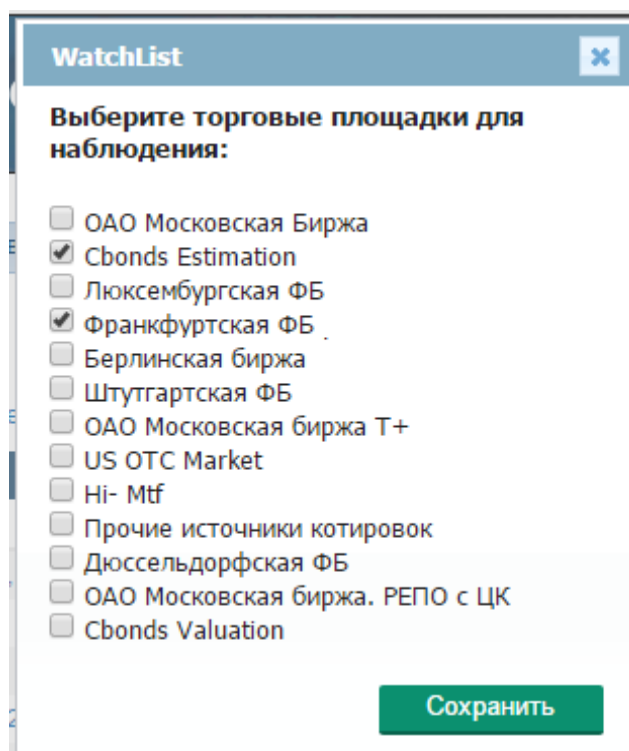 WatchList
Выберите торговые площадки для
наблюдения:
ОАО Московская Биржа
Cbonds Estimation
Люксембургская ФБ
Франкфуртская ФБ
Берлинская биржа
Штутгартская ФБ
ОАО Московская биржа Т+
US OTC Market
Hi- Mtf
Прочие источники котировок
Дюссельдорфская ФБ
ОАО Московская биржа. РЕПО с ЦК
Cbonds Valuation
Сохранить